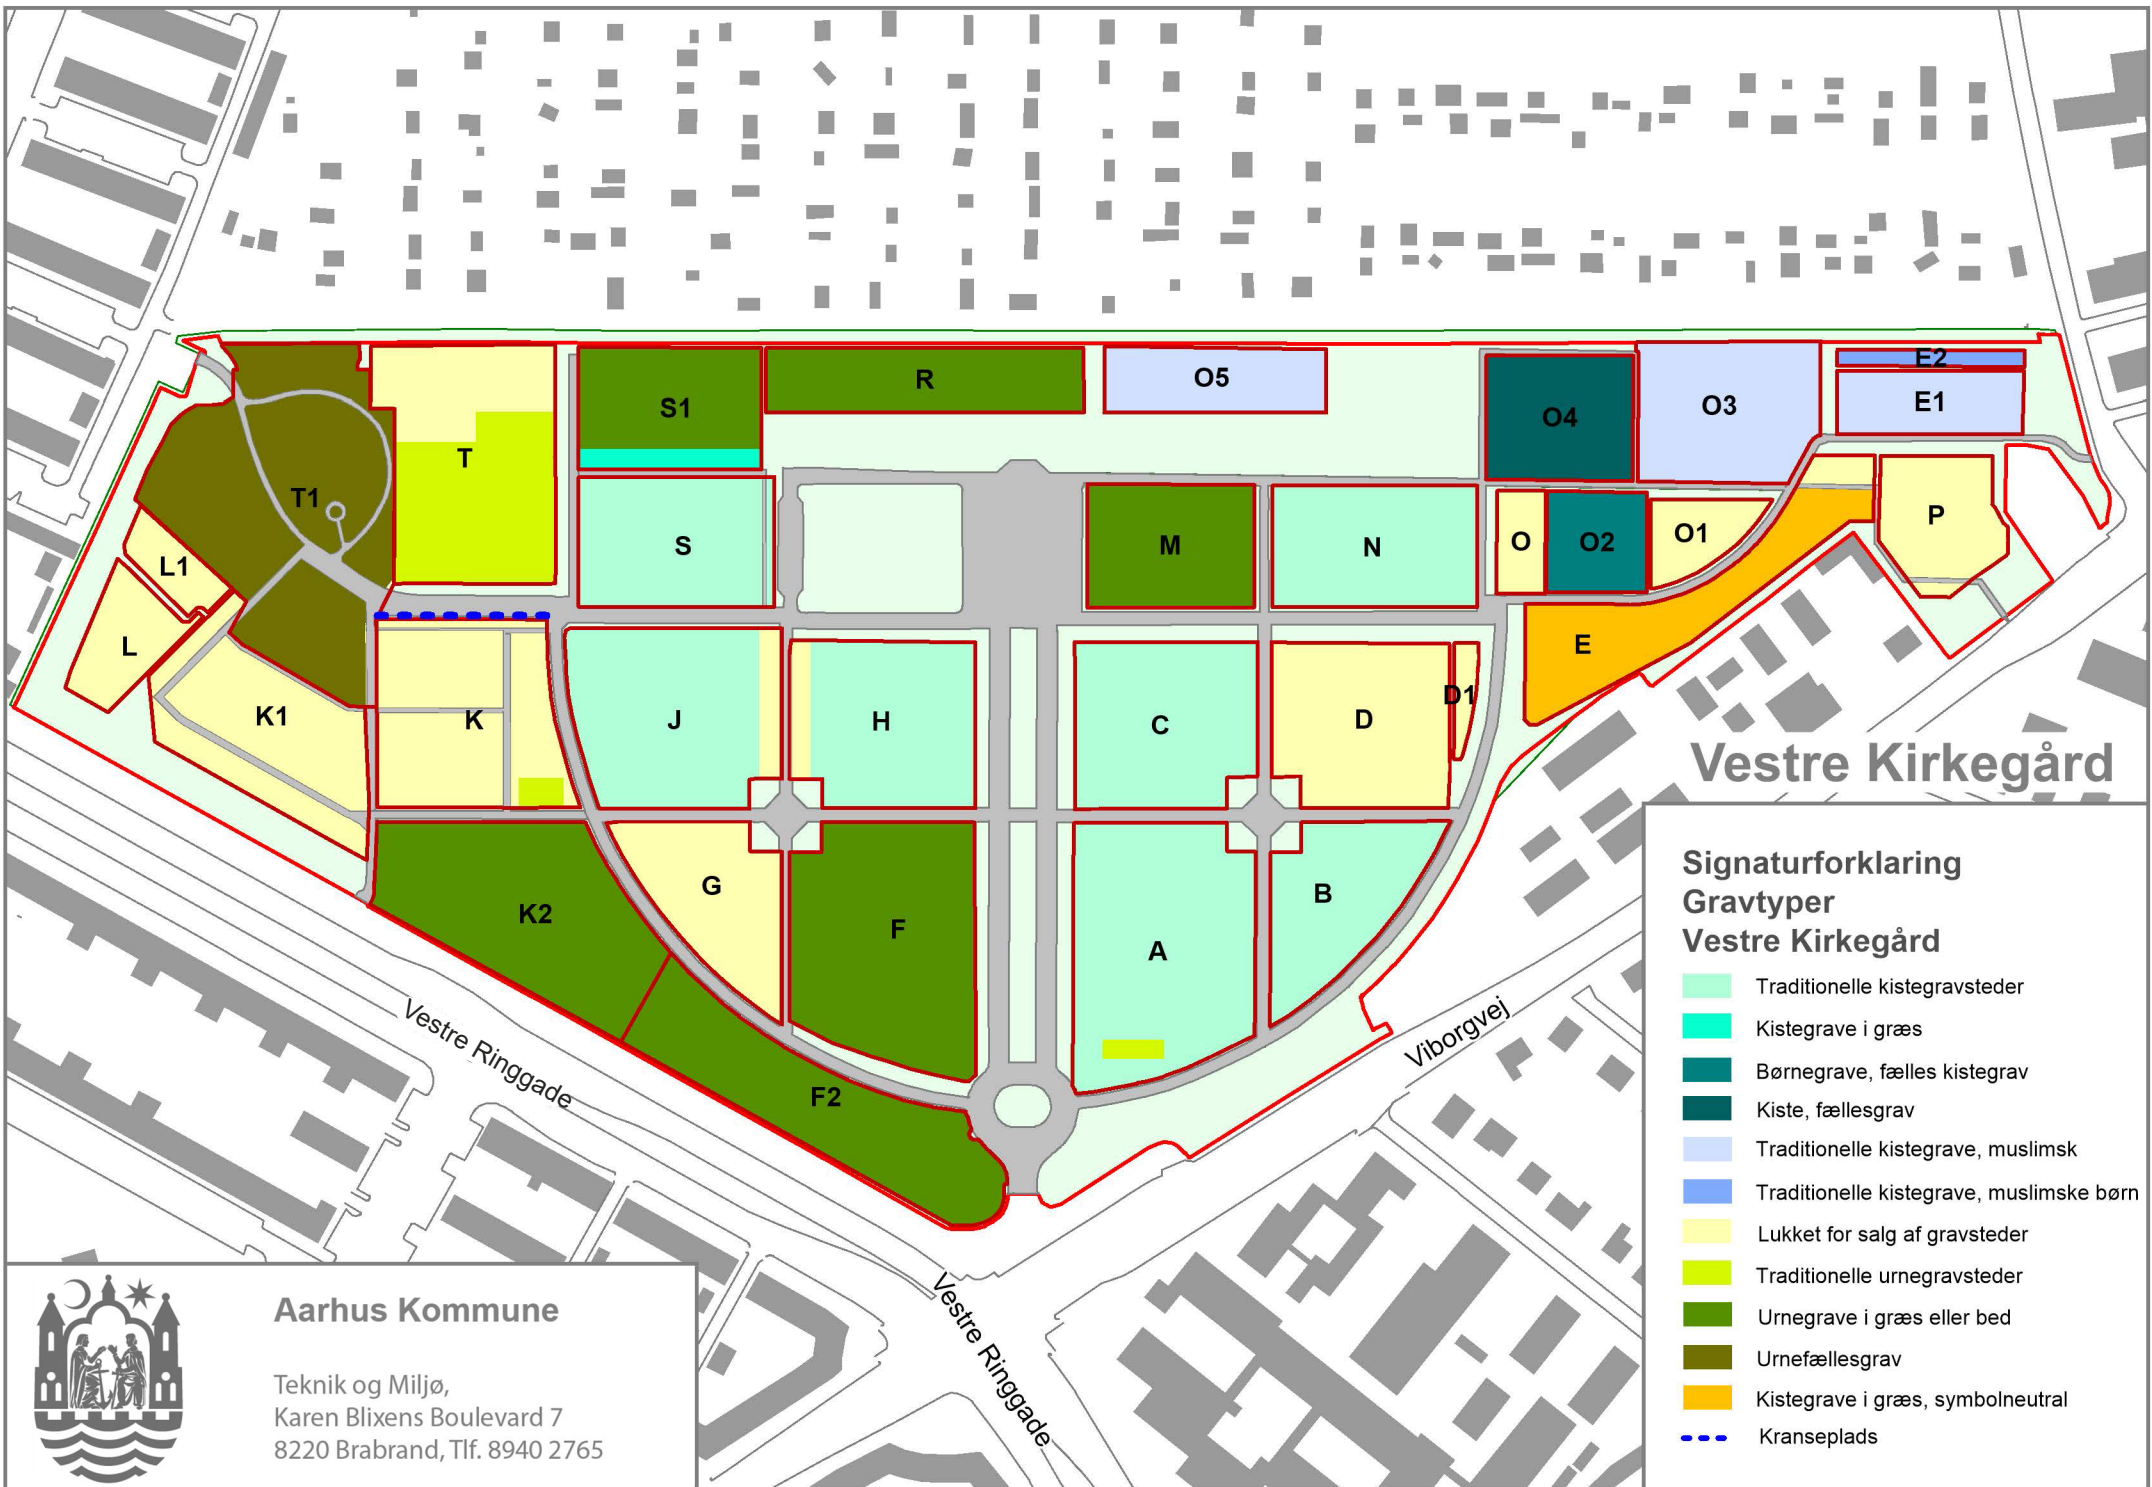 S1
R
O5
E2
E1
O4
O3
T
T1
S
M
N
O
O2
O1
P
L1
L
E
K1
K
J
H
C
D
D1
Vestre Kirkegård
G
F
A
B
K2
F2
Vestre Ringgade
Viborgvej
Vestre Ringgade
Signaturforklaring
Gravtyper
Vestre Kirkegård
Traditionelle kistegravsteder
Kistegrave i græs
Børnegrave, fælles kistegrav
Kiste, fællesgrav
Traditionelle kistegrave, muslimsk
Traditionelle kistegrave, muslimske børn
Lukket for salg af gravsteder
Traditionelle urnegravsteder
Urnegrave i græs eller bed
Urnefællesgrav
Kistegrave i græs, symbolneutral
Kranseplads
Aarhus Kommune
Teknik og Miljø,
Karen Blixens Boulevard 7
8220 Brabrand, Tlf. 8940 2765